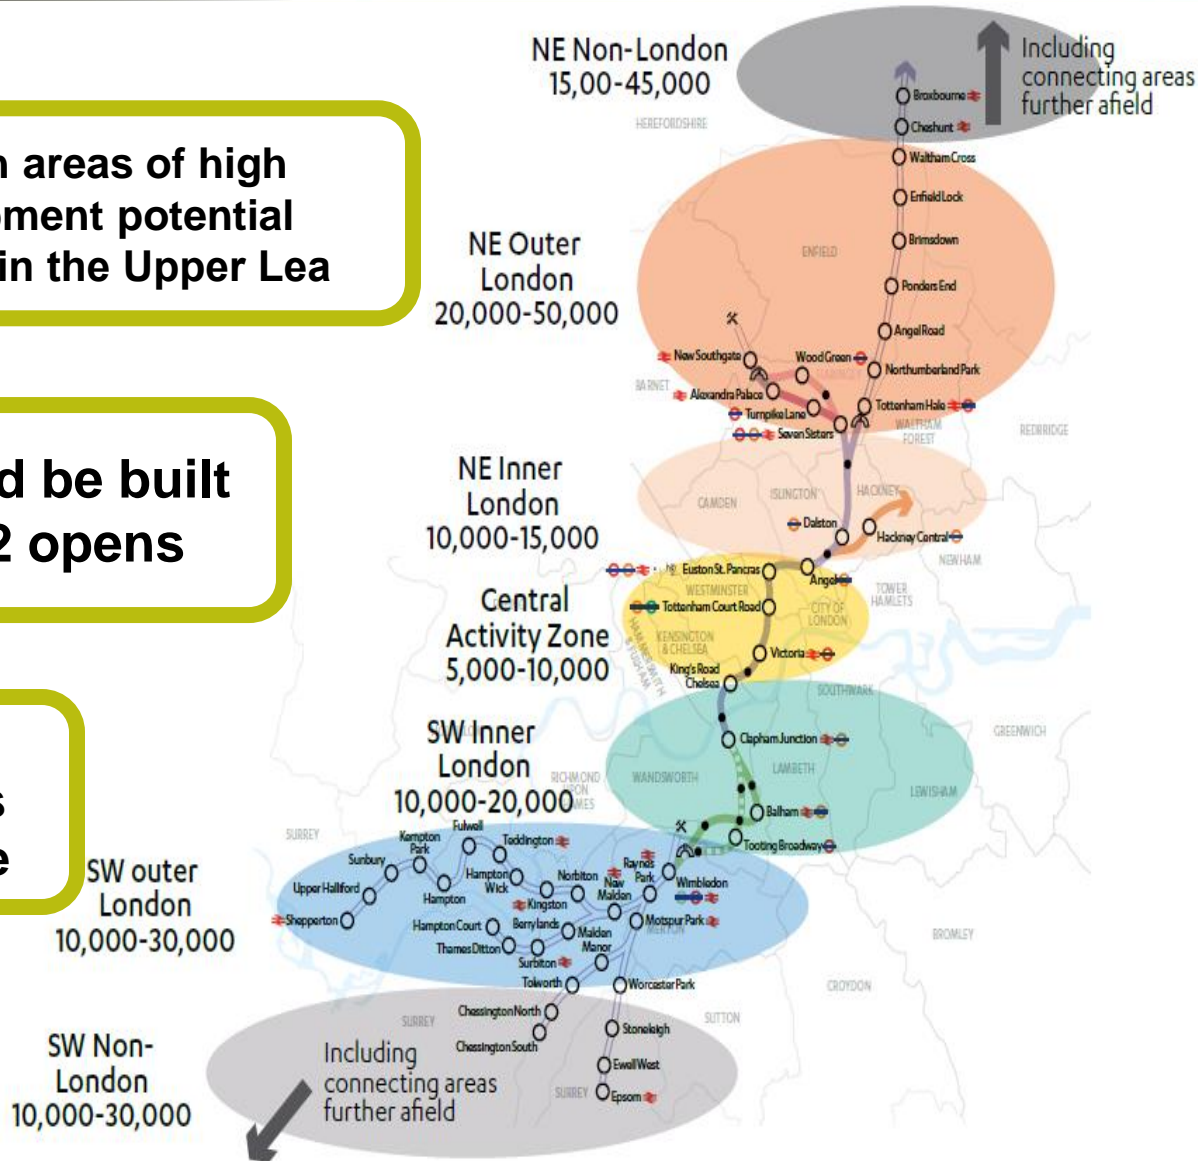 NE Non-London
15,00-45,000
Including
connecting areas
further afield
Broxbourne
Cheshunt
HEREFORDSHIRE
n areas of high
pment potential
in the Upper Lea
Waltham Cross
Enfield Lock
Brimsdown
ENFIELD
NE Outer
London
20,000-50,000
Ponders End
Angel Road
New Southgate
Wood Green
Northumberland Park
HARINGEY
BARNET
Alexandra Palace
Turnpike Lane
Tottenham Hale
Seven Sisters
WALTHAM
FOREST
REDBRIDGE
d be built
2 opens
NE Inner
London
10,000-15,000
CAMDEN
ISLINGTON
HACKNEY
Dalston
Hackney Central
NEWHAM
Euston St. Pancras
Angel
WESTMINSTER
TOWER
HAMLETS
Central
Activity Zone
5,000-10,000
Tottenham Court Road
CITY OF
LONDON
HAMMERSMITH
& FULHAM
KENSINGTON
& CHELSEA
Victoria
King's Road
Chelsea
SOUTHWARK
SW Inner
London
10,000-20,000
Clapham Junction
GREENWICH
RICHMOND
UPON
THAMES
WANDSWORTH
LAMBETH
LEWISHAM
Balham
Tooting Broadway
s
e
SW outer
London
10,000-30,000
SURREY
Fulwell
Kempton
Park
Teddington
Sunbury
Upper Halliford
Hampton
Hampton
Wick
Norbiton
New
Malden
Raynes
Park
Wimbledon
Shepperton
Kingston
Hampton Court
Berrylands
Malden
Manor
Motspur Park
MERTON
Thames Ditton
Surbiton
BROMLEY
Tolworth
Worcester Park
CROYDON
SW Non-
London
10,000-30,000
Chessington North
SURREY
SUTTON
Chessington South
Stoneleigh
Including
connecting areas
further afield
Ewell West
SURREY
Epsom